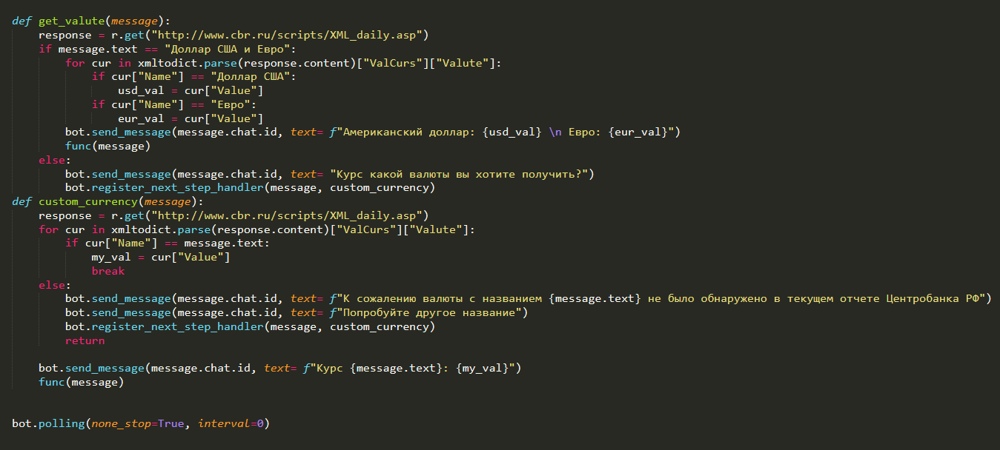 def get_valute(message):
    response = r.get("http://www.cbr.ru/scripts/XML_daily.asp")
    if message.text == "Доллар США и Евро":
        for cur in xmltodict.parse(response.content)["ValCurs"]["Valute"]:
            if cur["Name"] == "Доллар США":
                usd_val = cur["Value"]
            if cur["Name"] == "Евро":
                eur_val = cur["Value"]
        bot.send_message(message.chat.id, text= f"Американский доллар: {usd_val} \n Евро: {eur_val}")
        func(message)
    else:
        bot.send_message(message.chat.id, text= "Курс какой валюты вы хотите получить?")
        bot.register_next_step_handler(message, custom_currency)
def custom_currency(message):
    response = r.get("http://www.cbr.ru/scripts/XML_daily.asp")
    for cur in xmltodict.parse(response.content)["ValCurs"]["Valute"]:
        if cur["Name"] == message.text:
            my_val = cur["Value"]
            break
    else:
        bot.send_message(message.chat.id, text= f"К сожалению валюты с названием {message.text} не было обнаружено в текущем отчете Центробанка РФ")
        bot.send_message(message.chat.id, text= f"Попробуйте другое название")
        bot.register_next_step_handler(message, custom_currency)
        return
    bot.send_message(message.chat.id, text= f"Курс {message.text}: {my_val}")
    func(message)
bot.polling(none_stop=True, interval=0)